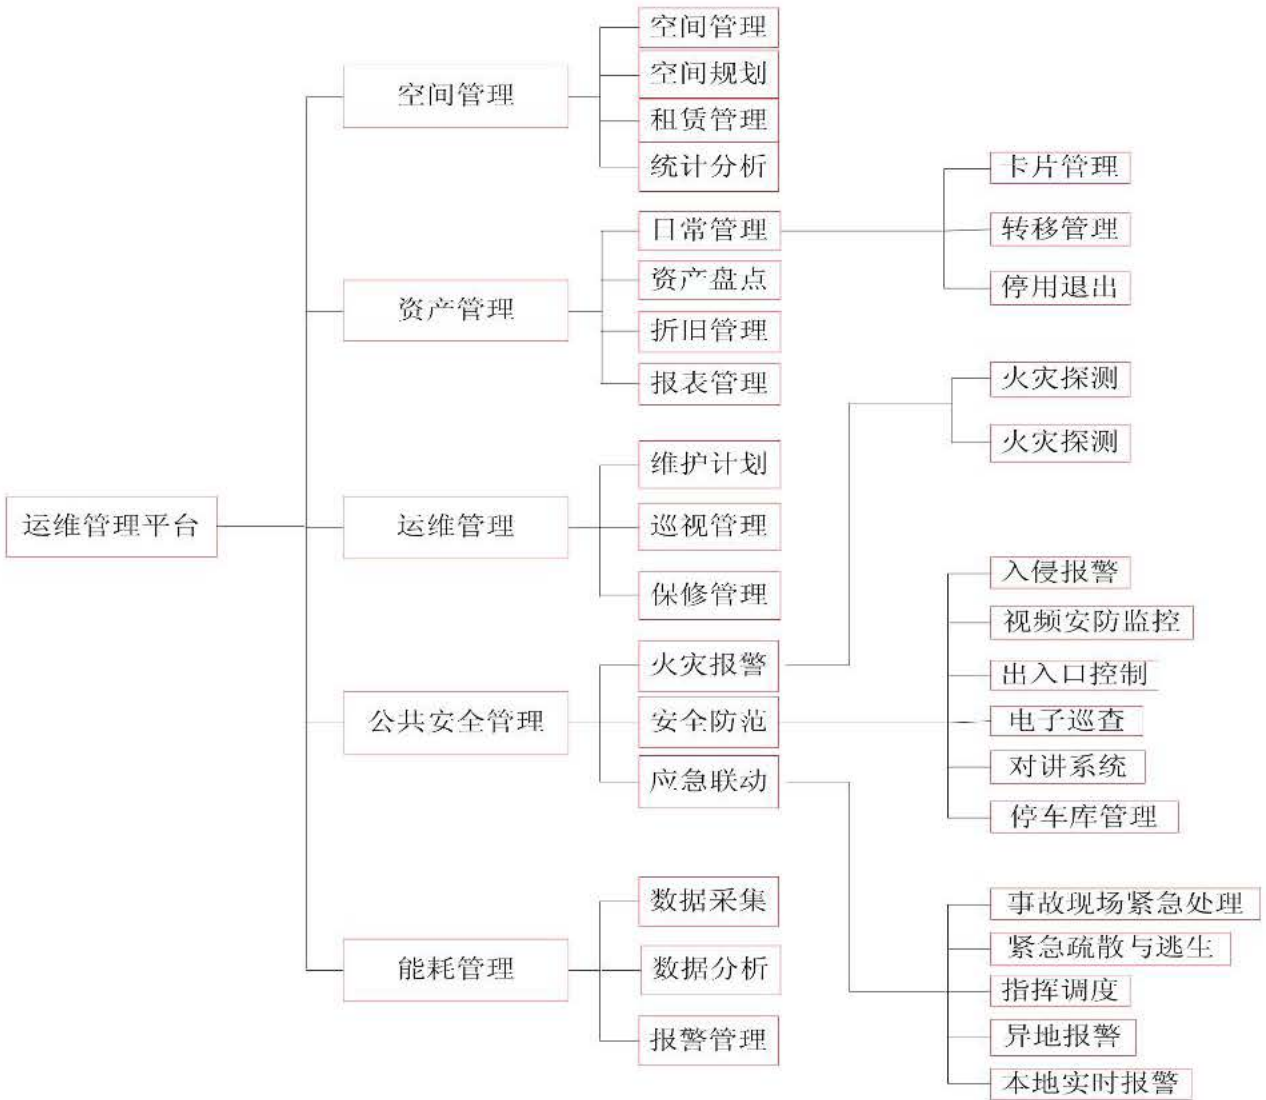 运维管理平台
空间管理
空间管理
空间规划
租赁管理
统计分析
资产管理
日常管理
卡片管理
转移管理
停用退出
资产盘点
折旧管理
报表管理
运维管理
维护计划
巡视管理
保修管理
公共安全管理
火灾报警
火灾探测
火灾探测
安全防范
入侵报警
视频安防监控
出入口控制
电子巡查
对讲系统
停车库管理
应急联动
事故现场紧急处理
紧急疏散与逃生
指挥调度
异地报警
本地实时报警
能耗管理
数据采集
数据分析
报警管理